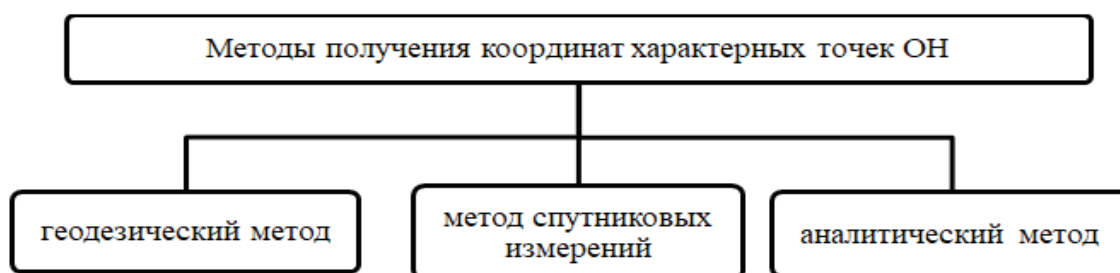 Методы получения координат характерных точек ОН
геодезический метод
метод спутниковых
измерений
аналитический метод